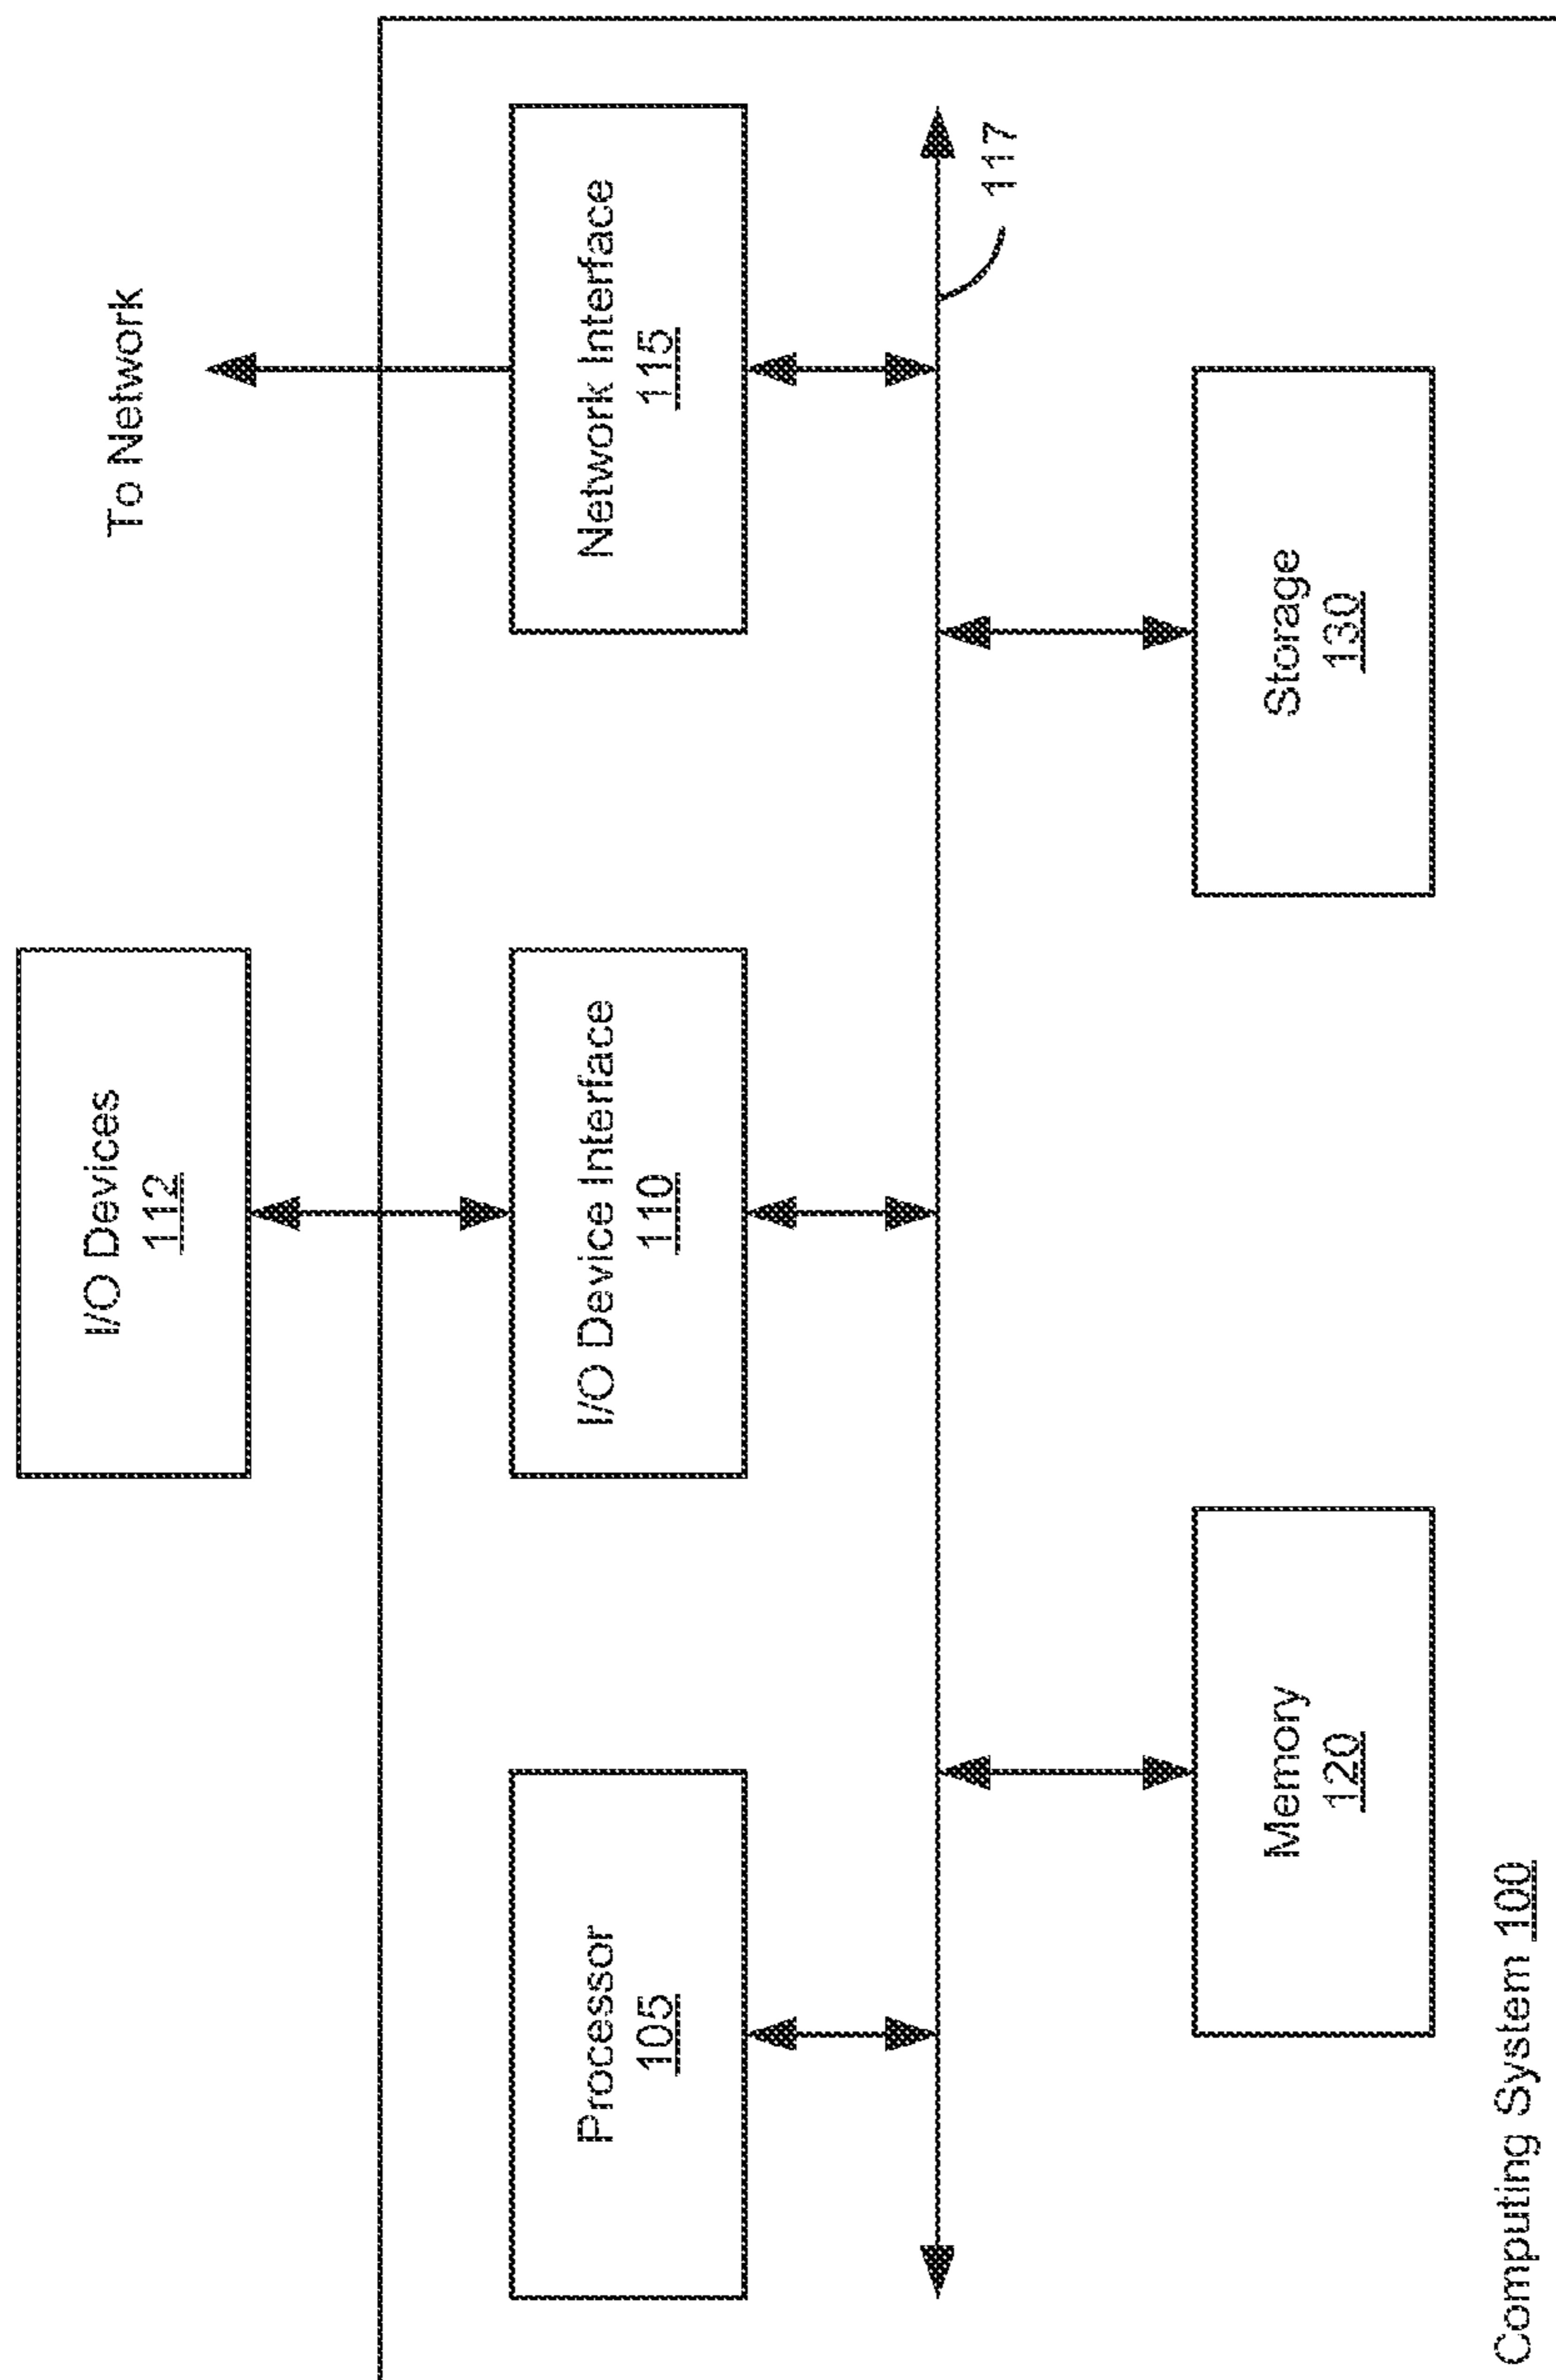 I/O Devices
112
To Network
Processor
105
I/O Device Interface
110
Network Interface
115
117
Memory
120
Storage
130
Computing System 100